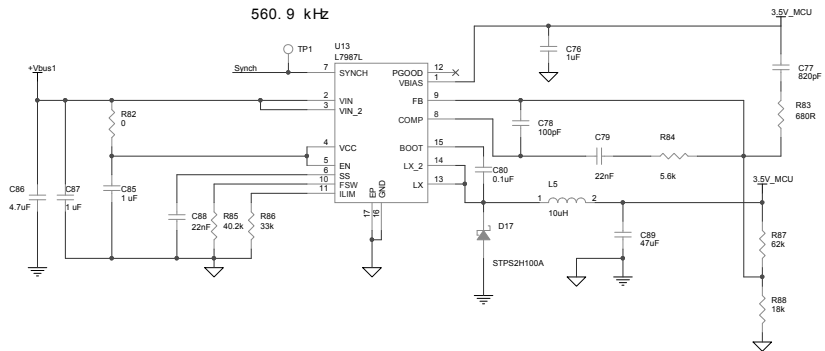 560.9 kHz
3.5V_MCU
TP1
U13
L7987L
Synch
7 SYNCH
PGOOD 12
VBIAS 1
C76
1uF
C77
820pF
+Vbus1
2 VIN
3 VIN_2
FB 9
COMP 8
R83
680R
R82
0
C78
100pF
C79
22nF
R84
5.6k
4 VCC
5 EN
6 SS
10 FSW
11 ILIM
BOOT 15
LX_2 14
LX 13
C80
0.1uF
L5
1 2
10uH
3.5V_MCU
C86
4.7uF
C87
1 uF
C85
1 uF
C88
22nF
R85
40.2k
R86
33k
EP
GND
17
16
D17
STPS2H100A
C89
47uF
R87
62k
R88
18k